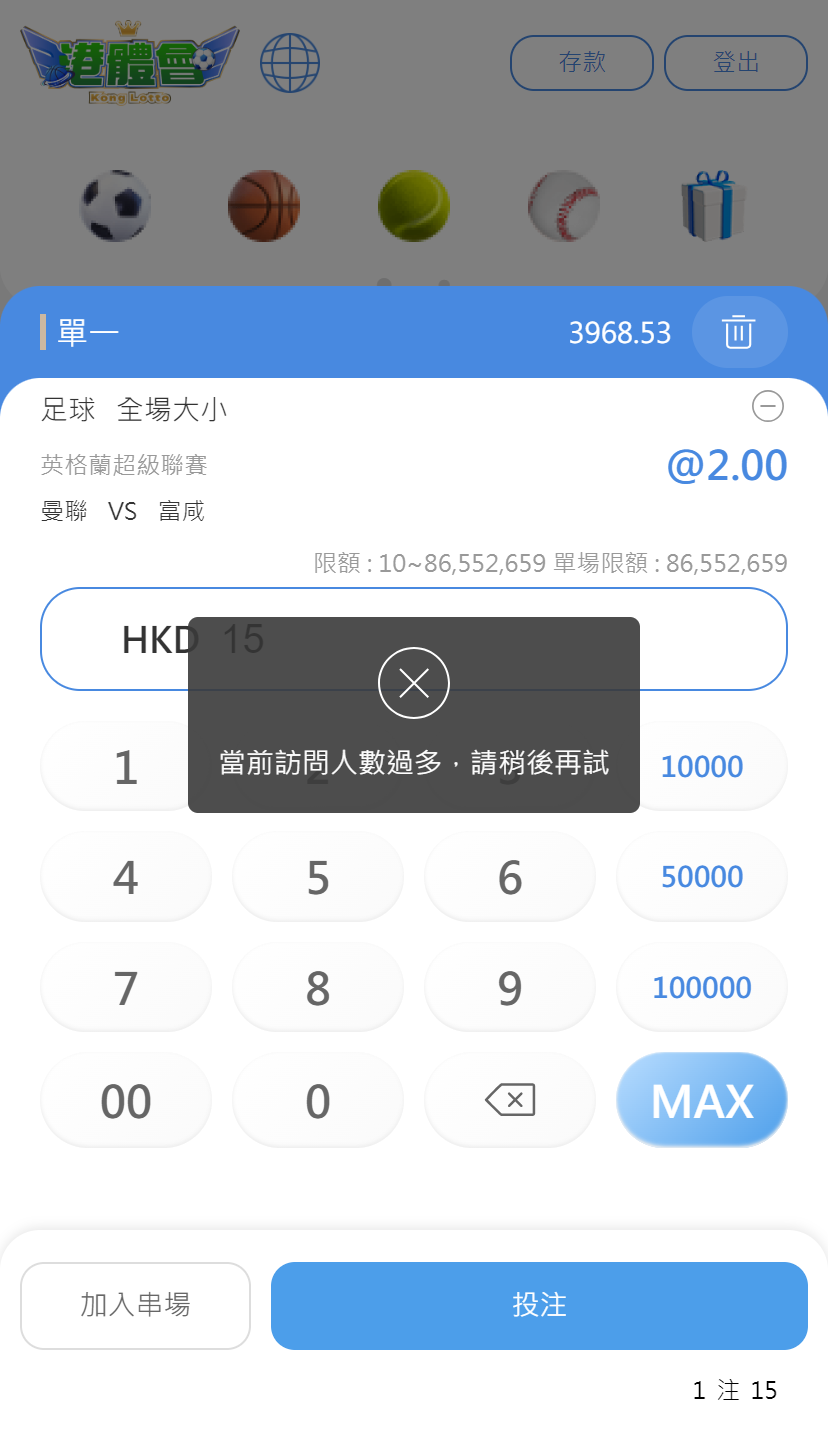 港體會
Kong Lotto
存款
登出
單一
3968.53
足球 全場大小
英格蘭超級聯賽
@2.00
曼聯 VS 富咸
限額 : 10~86,552,659 單場限額 : 86,552,659
HKD 15
當前訪問人數過多，請稍後再試
1 2 3 10000
4 5 6 50000
7 8 9 100000
00 0 MAX
加入串場
投注
1 注 15